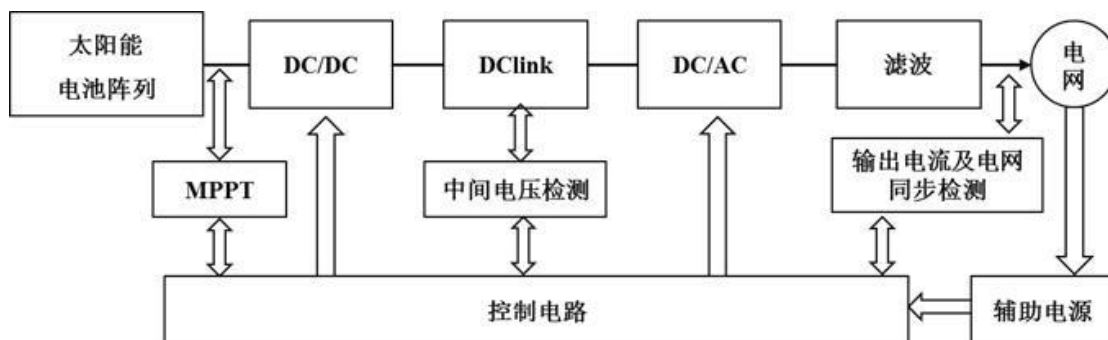 太阳能
电池阵列
DC/DC
DClink
DC/AC
滤波
电
网
MPPT
中间电压检测
输出电流及电网
同步检测
控制电路
辅助电源